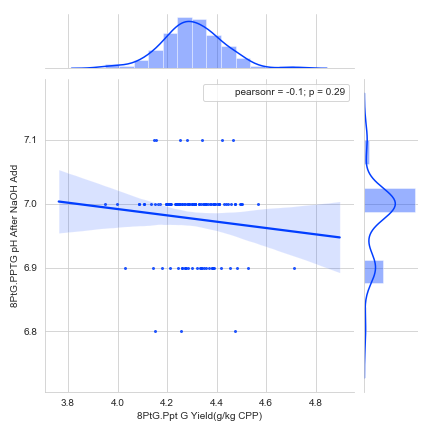 pearsonr = -0.1; p = 0.29
7.1
7.0
6.9
6.8
8PtG.PPTG pH After NaOH Add
3.8 4.0 4.2 4.4 4.6 4.8
8PtG.Ppt G Yield(g/kg CPP)